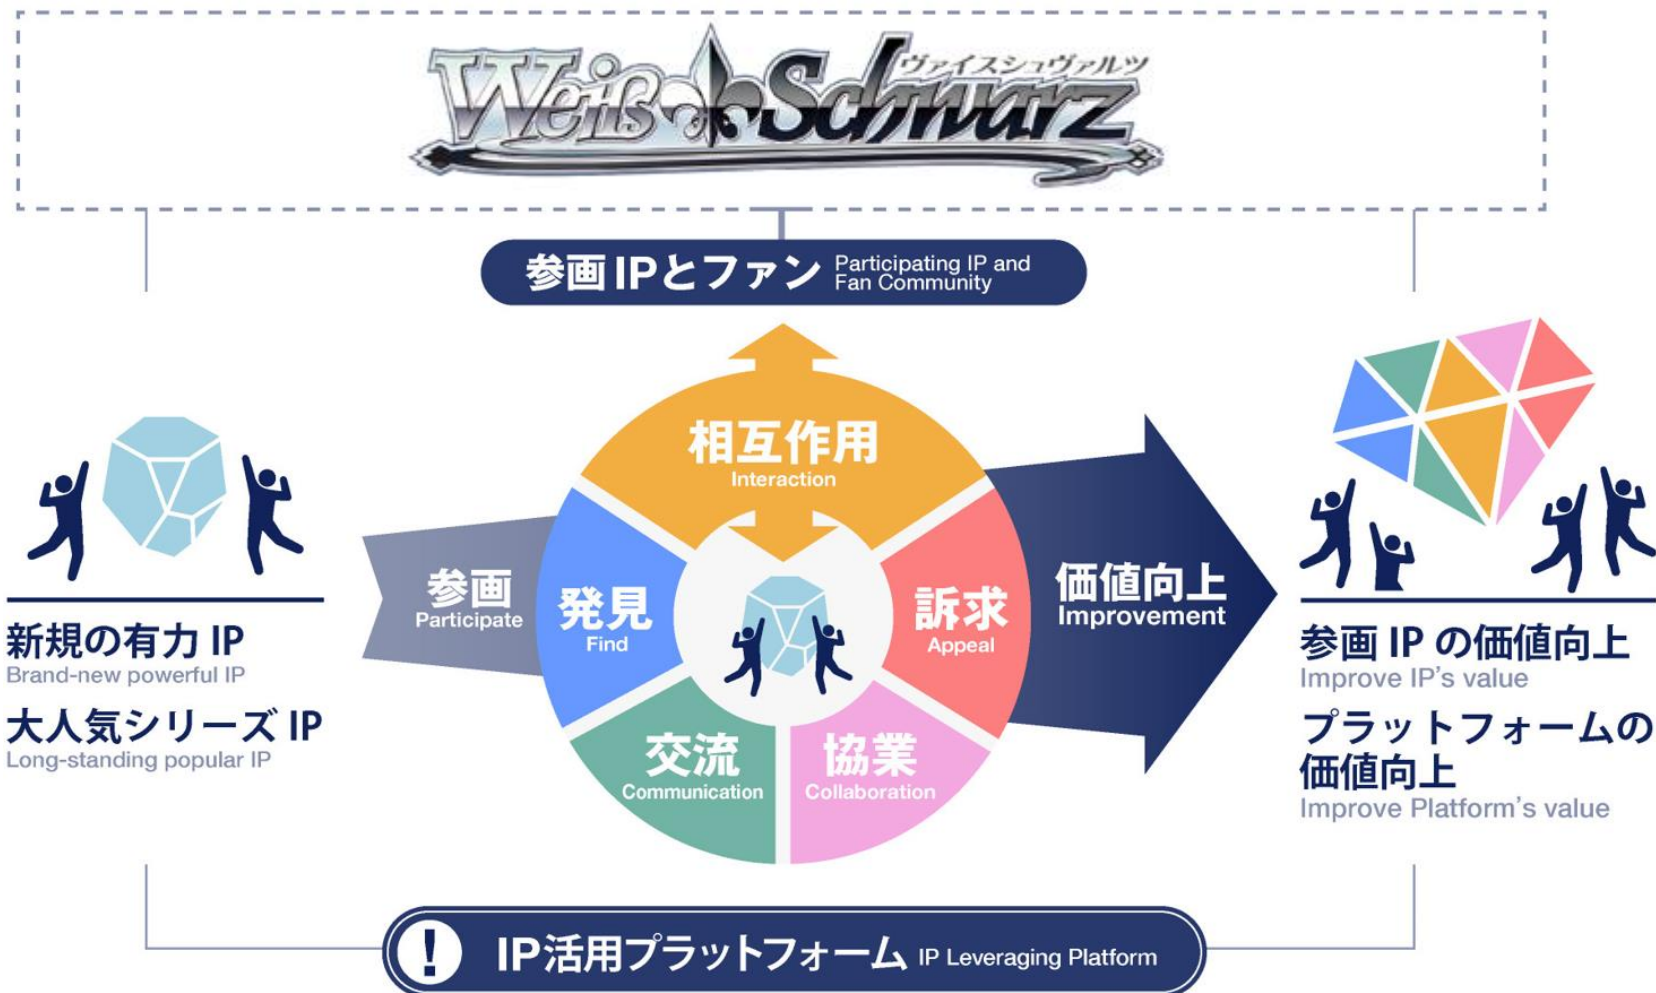 Weiß Schwarz
ヴァイスシュヴァルツ
参画IPとファン Participating IP and
Fan Community
相互作用
Interaction
参画
Participate
発見
Find
訴求
Appeal
価値向上
Improvement
交流
Communication
協業
Collaboration
新規の有力 IP
Brand-new powerful IP
大人気シリーズ IP
Long-standing popular IP
参画 IP の価値向上
Improve IP's value
プラットフォームの
価値向上
Improve Platform's value
! IP活用プラットフォーム IP Leveraging Platform